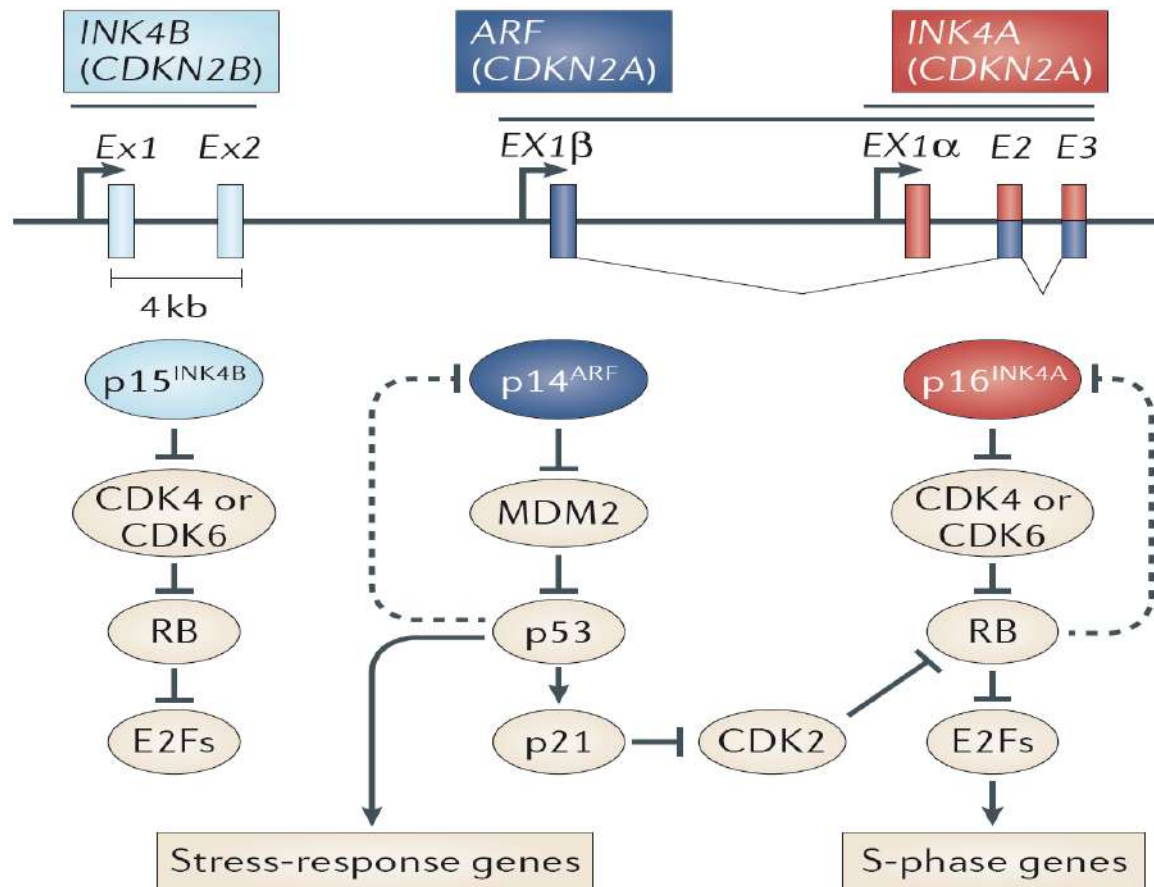 INK4B
(CDKN2B)
ARF
(CDKN2A)
INK4A
(CDKN2A)
Ex1 Ex2 EX1β EX1α E2 E3
4 kb
p15INK4B p14ARF p16INK4A
CDK4 or
CDK6
MDM2
CDK4 or
CDK6
RB p53 RB
E2Fs p21 CDK2 E2Fs
Stress-response genes S-phase genes